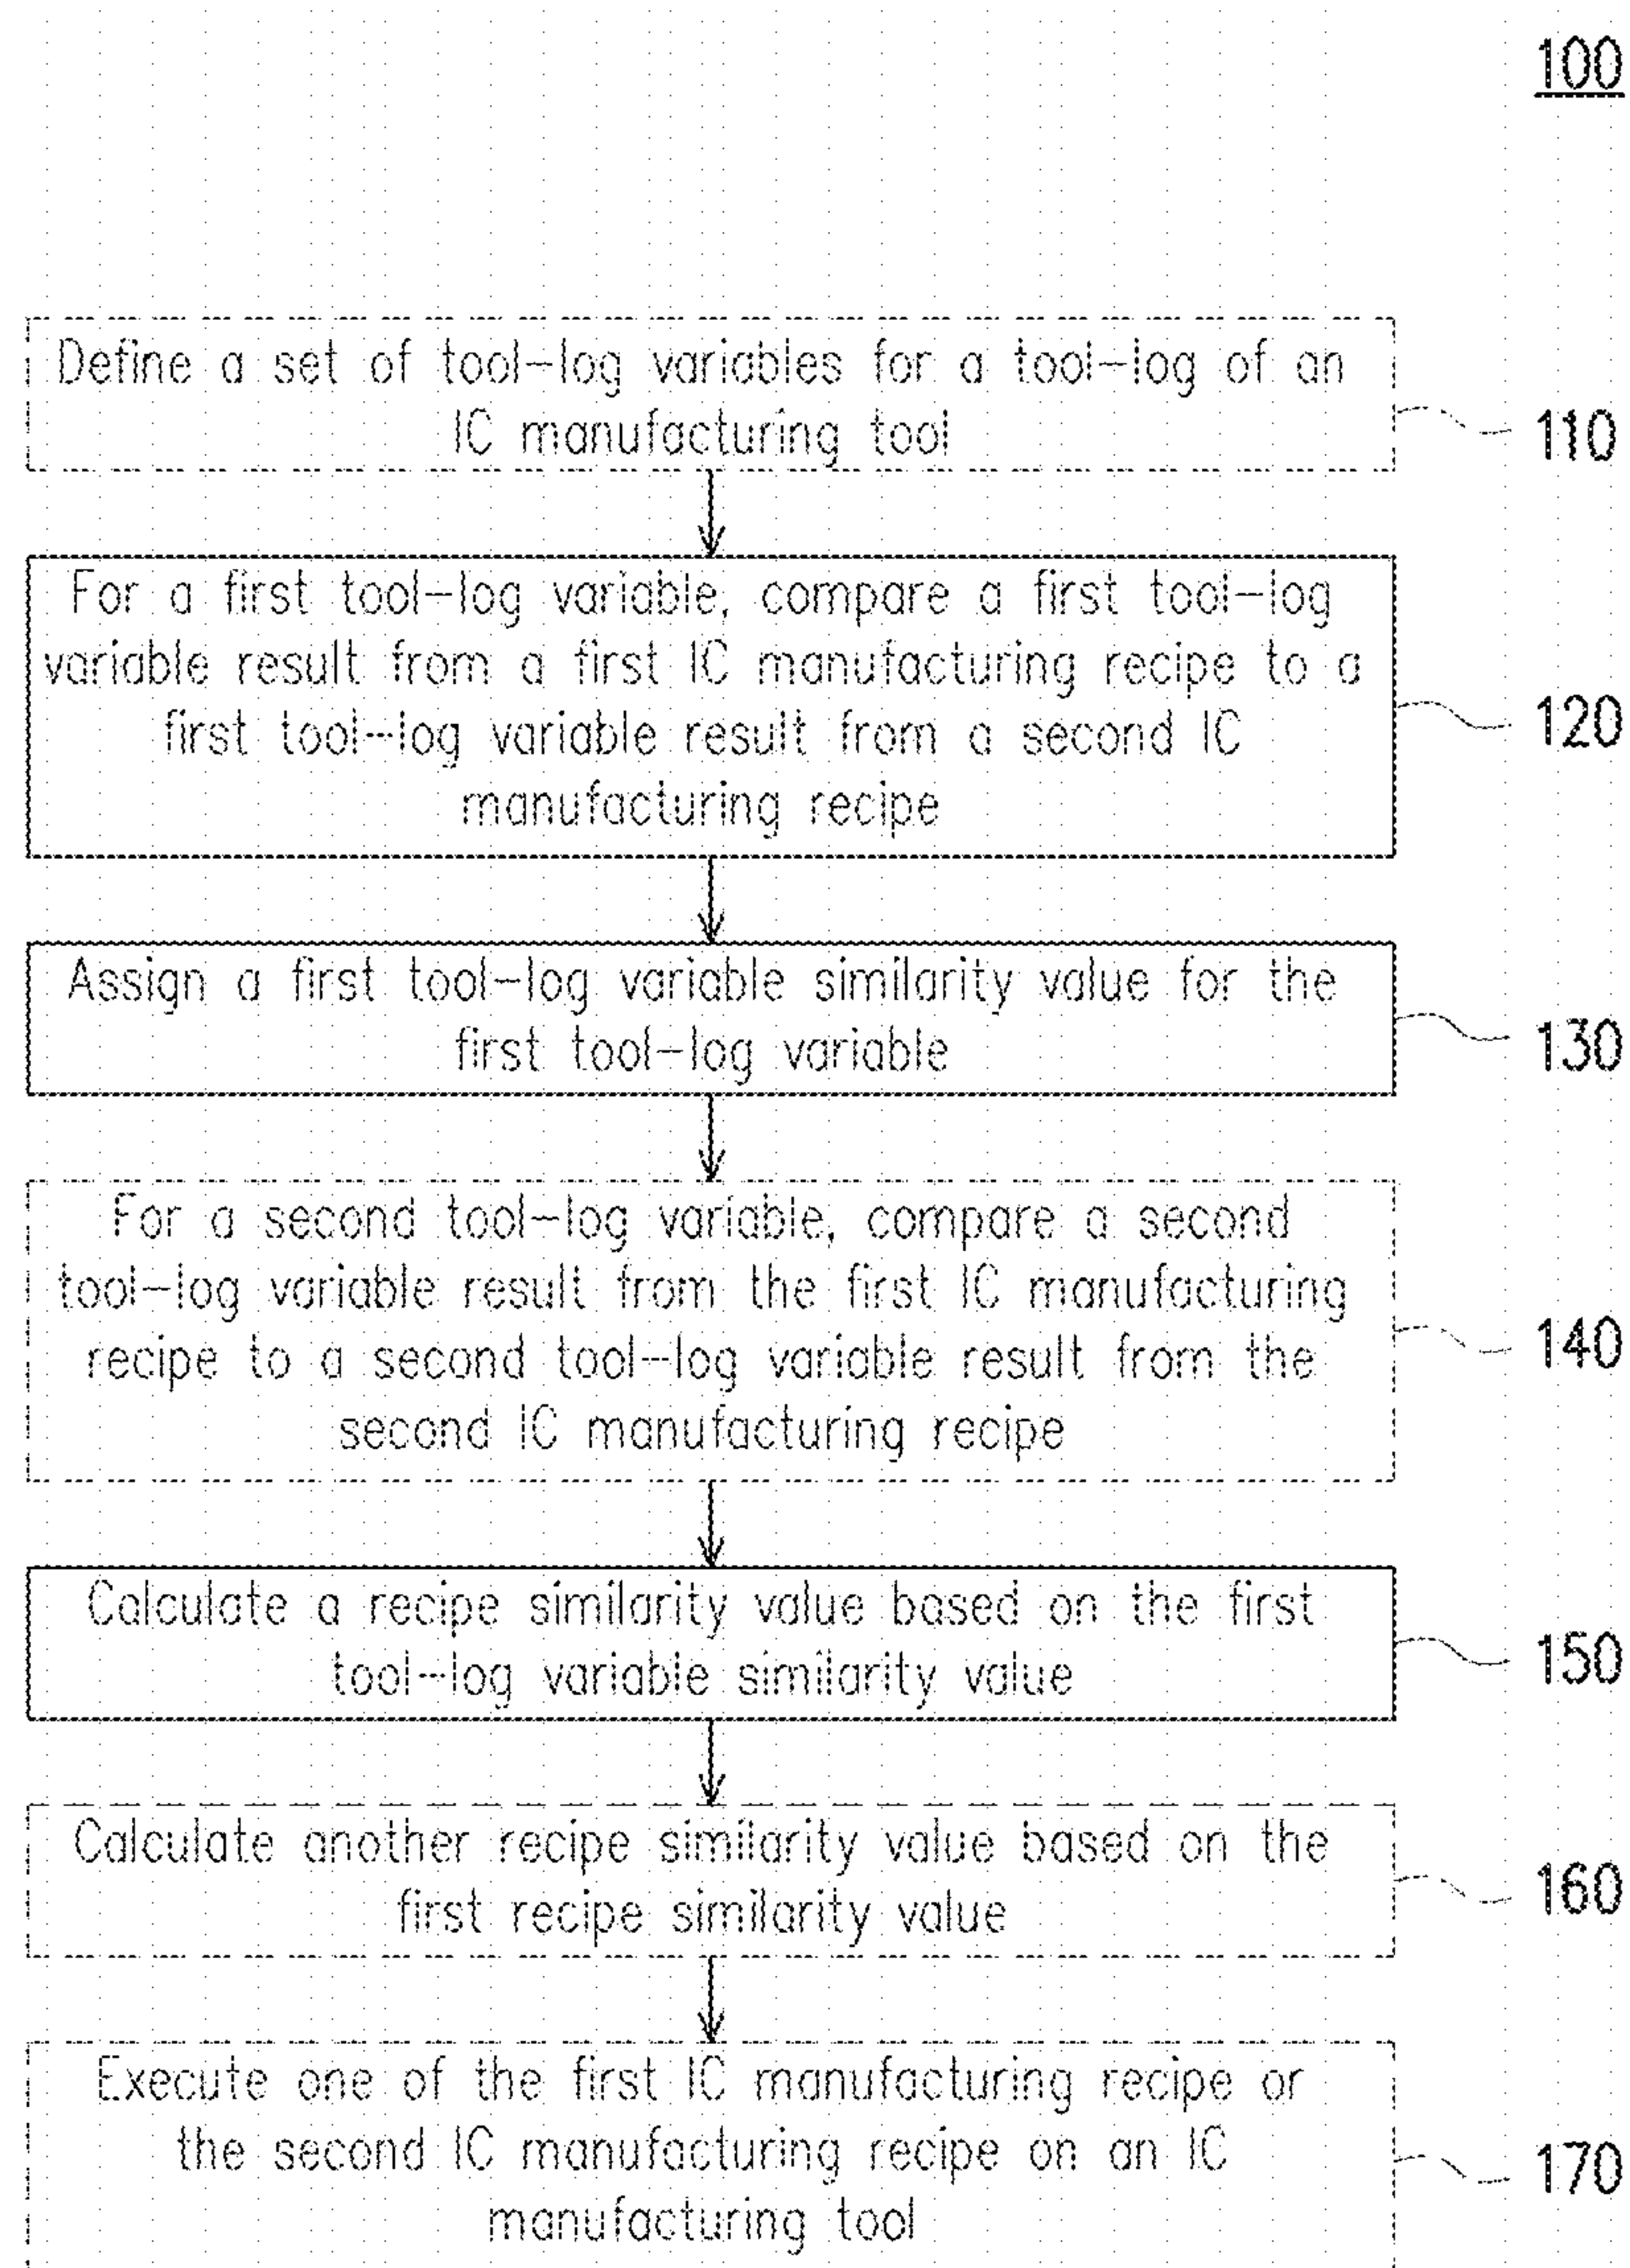 100
Define a set of tool-log variables for a tool-log of an
IC manufacturing tool
110
For a first tool-log variable, compare a first tool-log
variable result from a first IC manufacturing recipe to a
first tool-log variable result from a second IC
manufacturing recipe
120
Assign a first tool-log variable similarity value for the
first tool-log variable
130
For a second tool-log variable, compare a second
tool-log variable result from the first IC manufacturing
recipe to a second tool-log variable result from the
second IC manufacturing recipe
140
Calculate a recipe similarity value based on the first
tool-log variable similarity value
150
Calculate another recipe similarity value based on the
first recipe similarity value
160
Execute one of the first IC manufacturing recipe or
the second IC manufacturing recipe on an IC
manufacturing tool
170